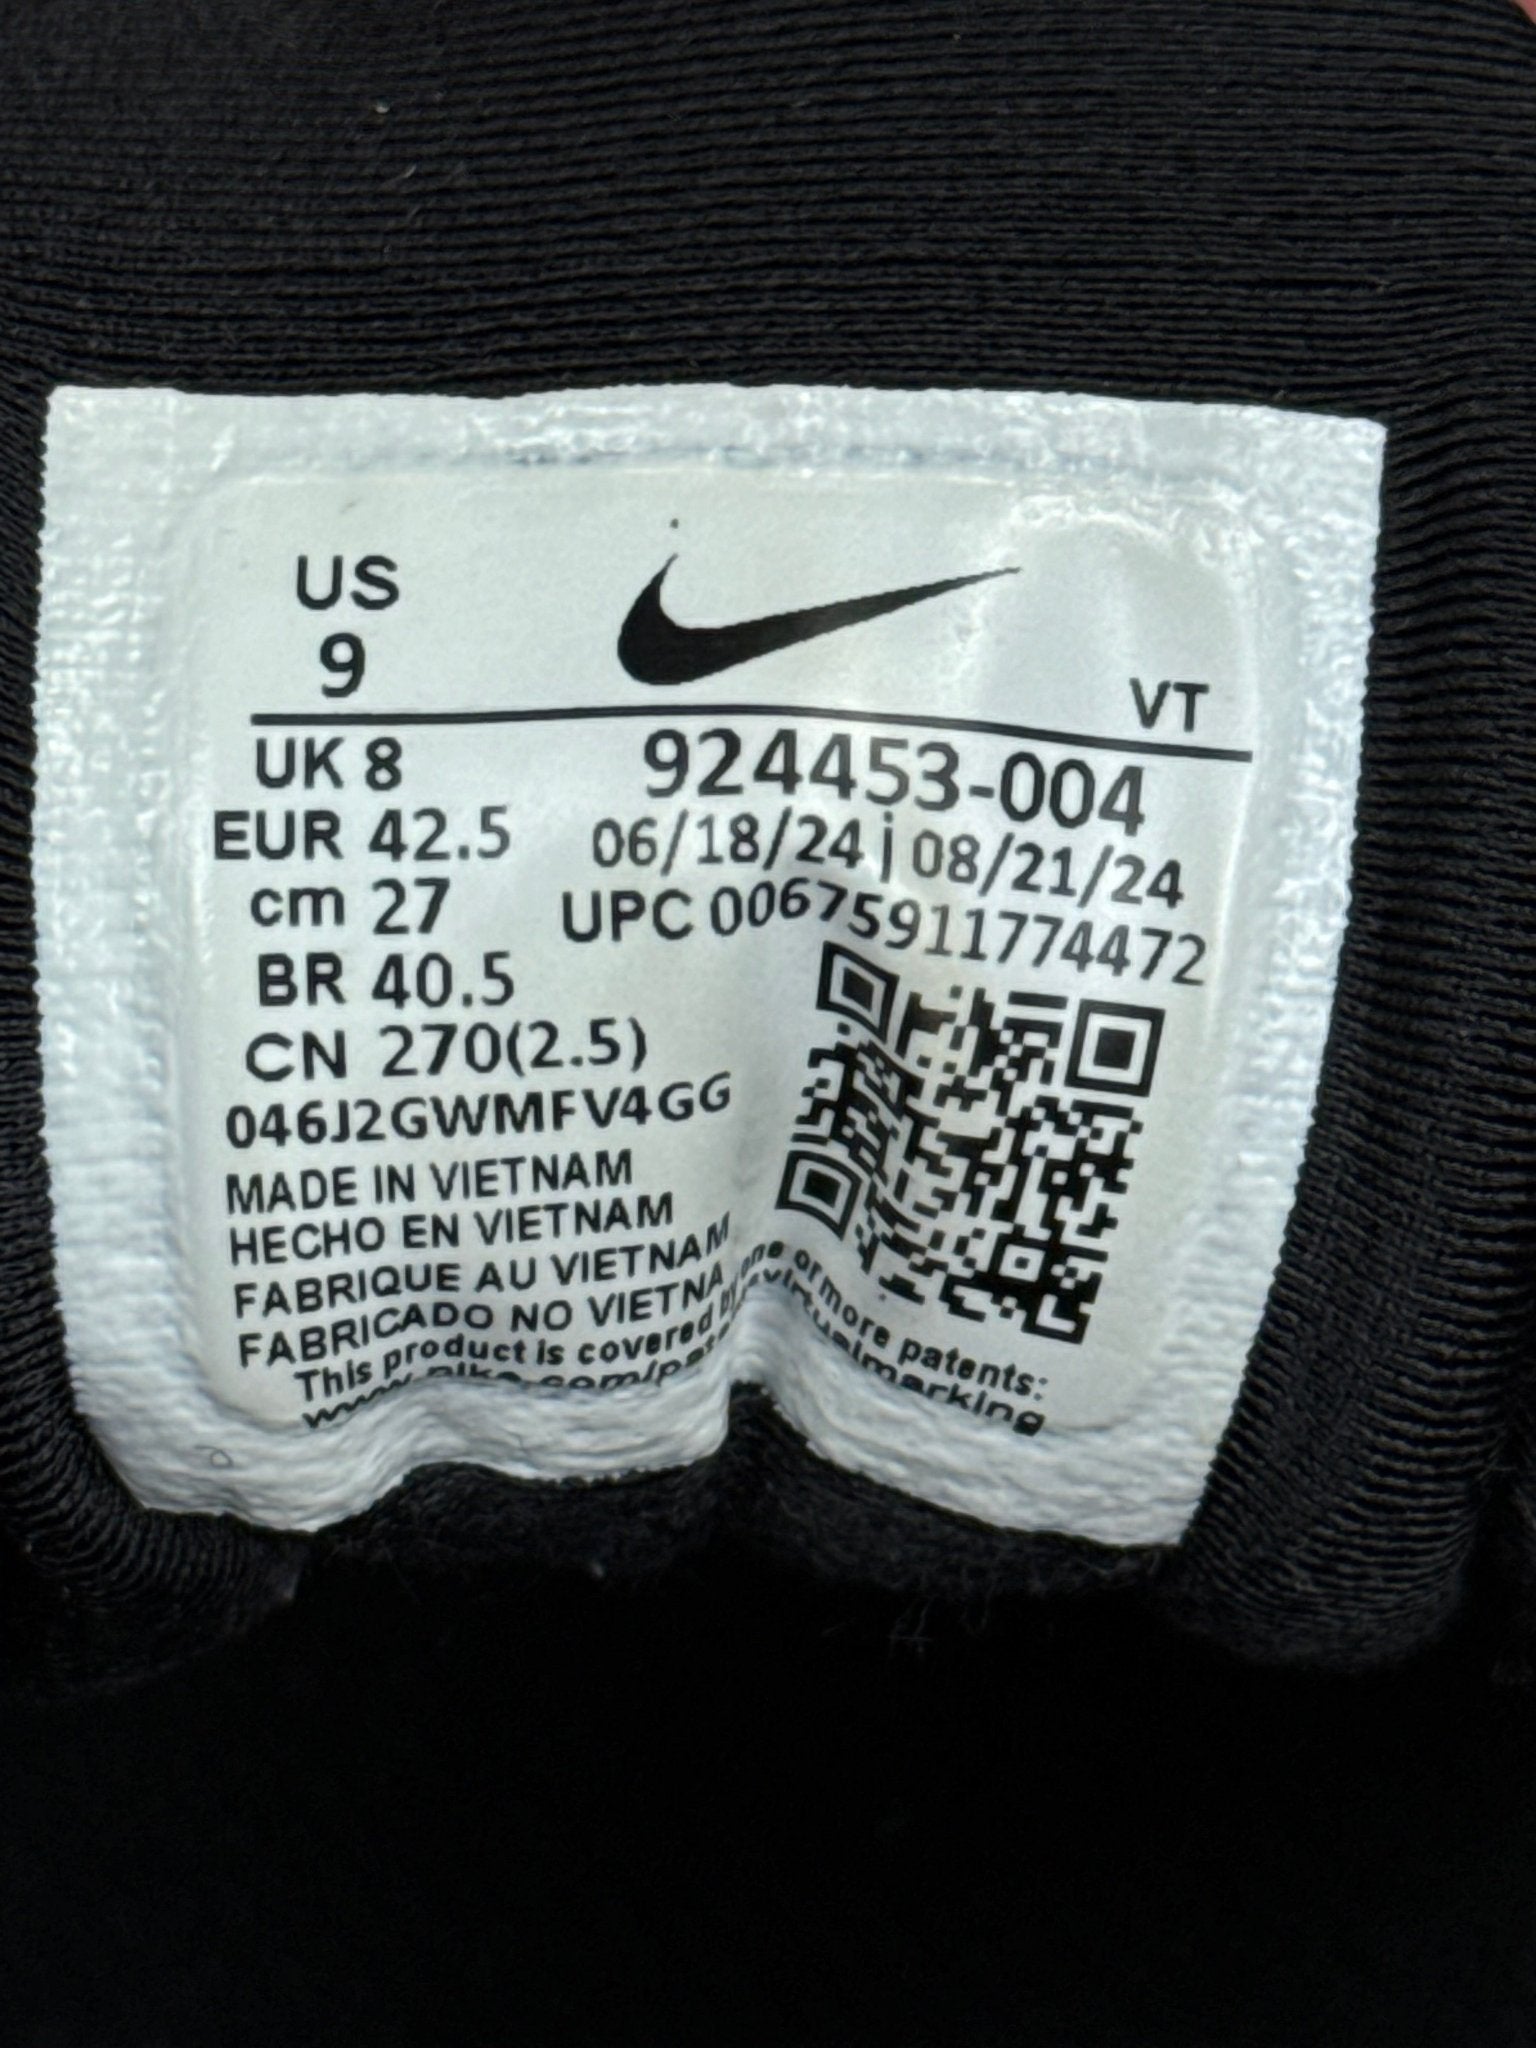 US
9
VT
UK 8
924453-004
EUR 42.5
06/18/24 | 08/21/24
cm 27
UPC 00675911774472
BR 40.5
CN 270(2.5)
046J2GWMFV4GG
MADE IN VIETNAM
HECHO EN VIETNAM
FABRIQUE AU VIETNAM
FABRICADO NO VIETNA
This product is covered by one or more patents: